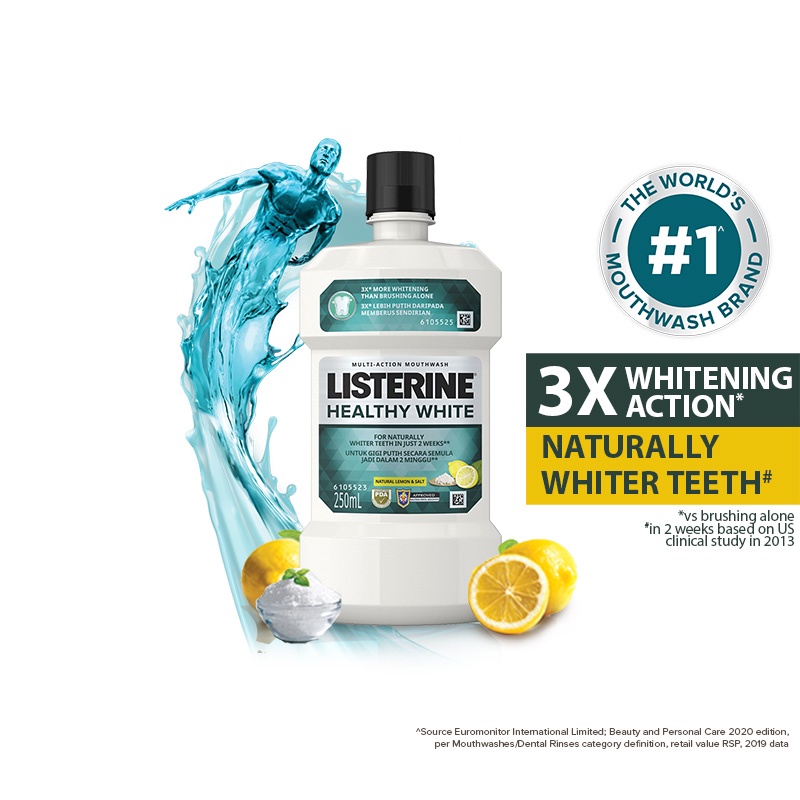 THE WORLD'S
#1^
MOUTHWASH BRAND
3X* MORE WHITENING
THAN BRUSHING ALONE
3X* LEBIH PUTIH DARIPADA
MEMBERUS SENDIRIAN
6105525
MULTI-ACTION MOUTHWASH
LISTERINE
HEALTHY WHITE
FOR NATURALLY
WHITER TEETH IN JUST 2 WEEKS**
UNTUK GIGI PUTIH SECARA SEMULA
JADI DALAM 2 MINGGU**
NATURAL LEMON & SALT
6105523
250mL
PDA
APPROVED
3X WHITENING
ACTION*
NATURALLY
WHITER TEETH#
*vs brushing alone
#in 2 weeks based on US
clinical study in 2013
^Source Euromonitor International Limited; Beauty and Personal Care 2020 edition,
per Mouthwashes/Dental Rinses category definition, retail value RSP, 2019 data